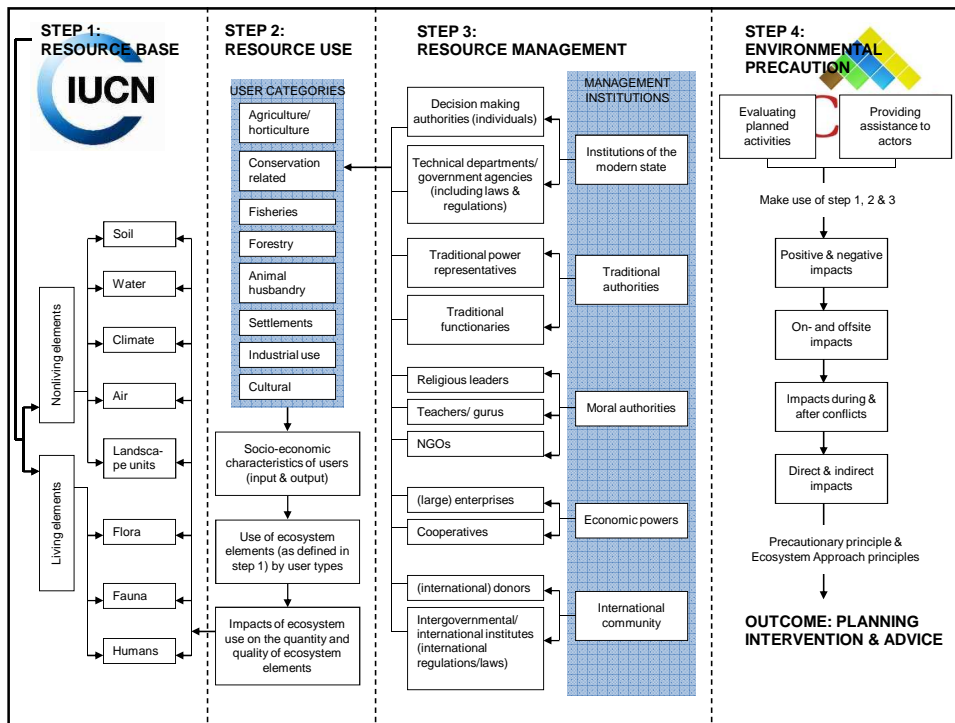 STEP 1:
RESOURCE BASE
IUCN
Nonliving elements
Living elements
Soil
Water
Climate
Air
Landsca-
pe units
Flora
Fauna
Humans
STEP 2:
RESOURCE USE
USER CATEGORIES
Agriculture/
horticulture
Conservation
related
Fisheries
Forestry
Animal
husbandry
Settlements
Industrial use
Cultural
Socio-economic
characteristics of users
(input & output)
Use of ecosystem
elements (as defined in
step 1) by user types
Impacts of ecosystem
use on the quantity and
quality of ecosystem
elements
STEP 3:
RESOURCE MANAGEMENT
Decision making
authorities (individuals)
Technical departments/
government agencies
(including laws &
regulations)
Traditional power
representatives
Traditional
functionaries
Religious leaders
Teachers/ gurus
NGOs
(large) enterprises
Cooperatives
(international) donors
Intergovernmental/
international institutes
(international
regulations/laws)
MANAGEMENT
INSTITUTIONS
Institutions of the
modern state
Traditional
authorities
Moral authorities
Economic powers
International
community
STEP 4:
ENVIRONMENTAL
PRECAUTION
Evaluating
planned
activities
C
Providing
assistance to
actors
Make use of step 1, 2 & 3
Positive & negative
impacts
On- and offsite
impacts
Impacts during &
after conflicts
Direct & indirect
impacts
Precautionary principle &
Ecosystem Approach principles
OUTCOME: PLANNING
INTERVENTION & ADVICE